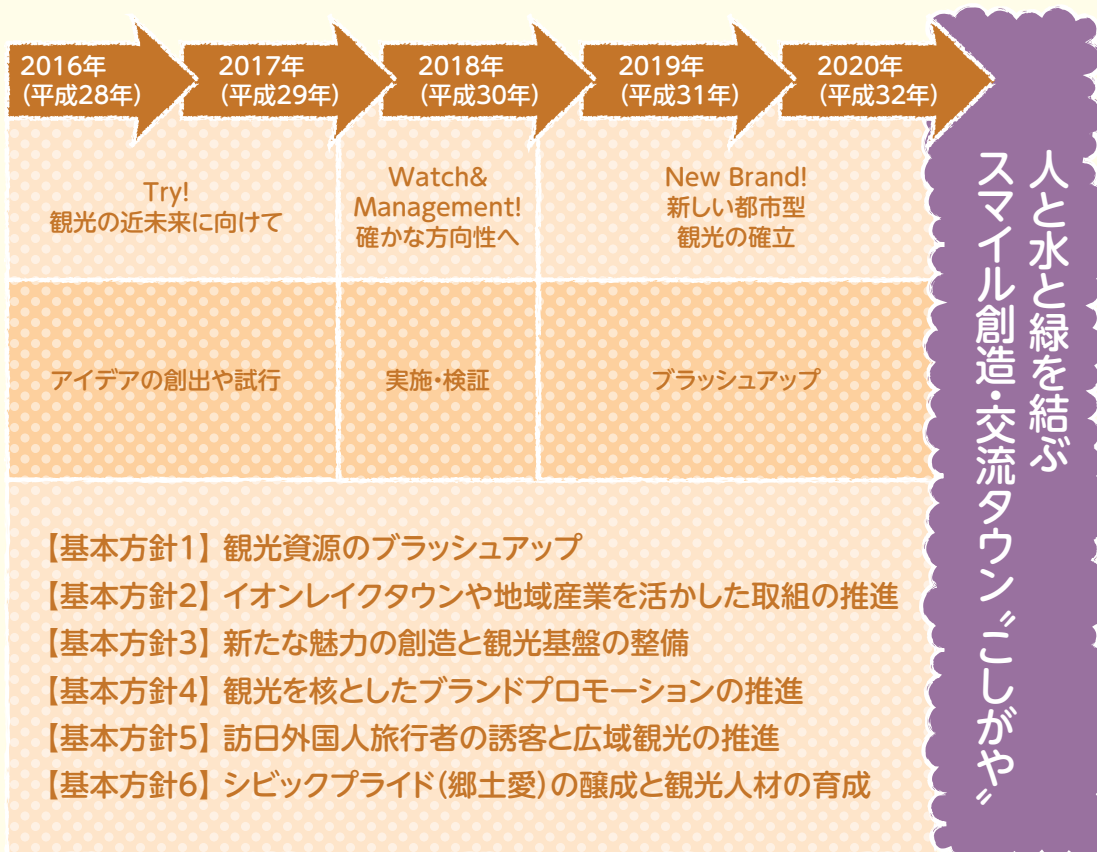 2016年
(平成28年)
2017年
(平成29年)
2018年
(平成30年)
2019年
(平成31年)
2020年
(平成32年)
Try!
観光の近未来に向けて
Watch&
Management!
確かな方向性へ
New Brand!
新しい都市型
観光の確立
アイデアの創出や試行
実施・検証
ブラッシュアップ
【基本方針1】観光資源のブラッシュアップ
【基本方針2】イオンレイクタウンや地域産業を活かした取組の推進
【基本方針3】新たな魅力の創造と観光基盤の整備
【基本方針4】観光を核としたブランドプロモーションの推進
【基本方針5】訪日外国人旅行者の誘客と広域観光の推進
【基本方針6】シビックプライド(郷土愛)の醸成と観光人材の育成
人と水と緑を結ぶ
スマイル創造・交流タウン〝こしがや〟